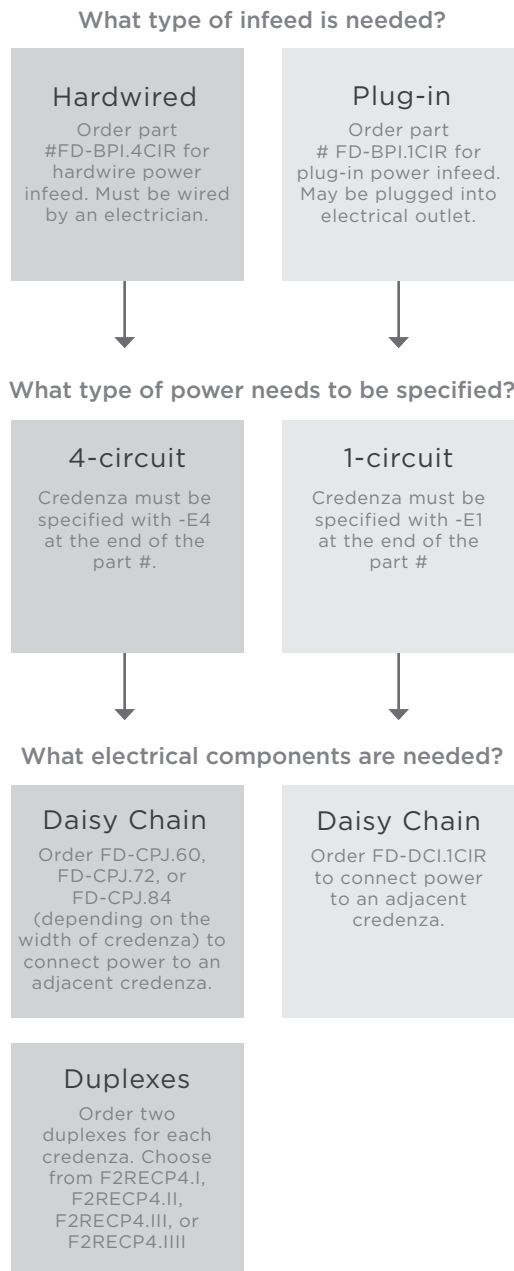 What type of infeed is needed?
Hardwired
Order part
#FD-BPI.4CIR for
hardwire power
infeed. Must be wired
by an electrician.
Plug-in
Order part
# FD-BPI.1CIR for
plug-in power infeed.
May be plugged into
electrical outlet.
What type of power needs to be specified?
4-circuit
Credenza must be
specified with -E4
at the end of the
part #.
1-circuit
Credenza must be
specified with -E1
at the end of the
part #
What electrical components are needed?
Daisy Chain
Order FD-CPJ.60,
FD-CPJ.72, or
FD-CPJ.84
(depending on the
width of credenza) to
connect power to an
adjacent credenza.
Daisy Chain
Order FD-DCI.1CIR
to connect power
to an adjacent
credenza.
Duplexes
Order two
duplexes for each
credenza. Choose
from F2RECP4.I,
F2RECP4.II,
F2RECP4.III, or
F2RECP4.IIII